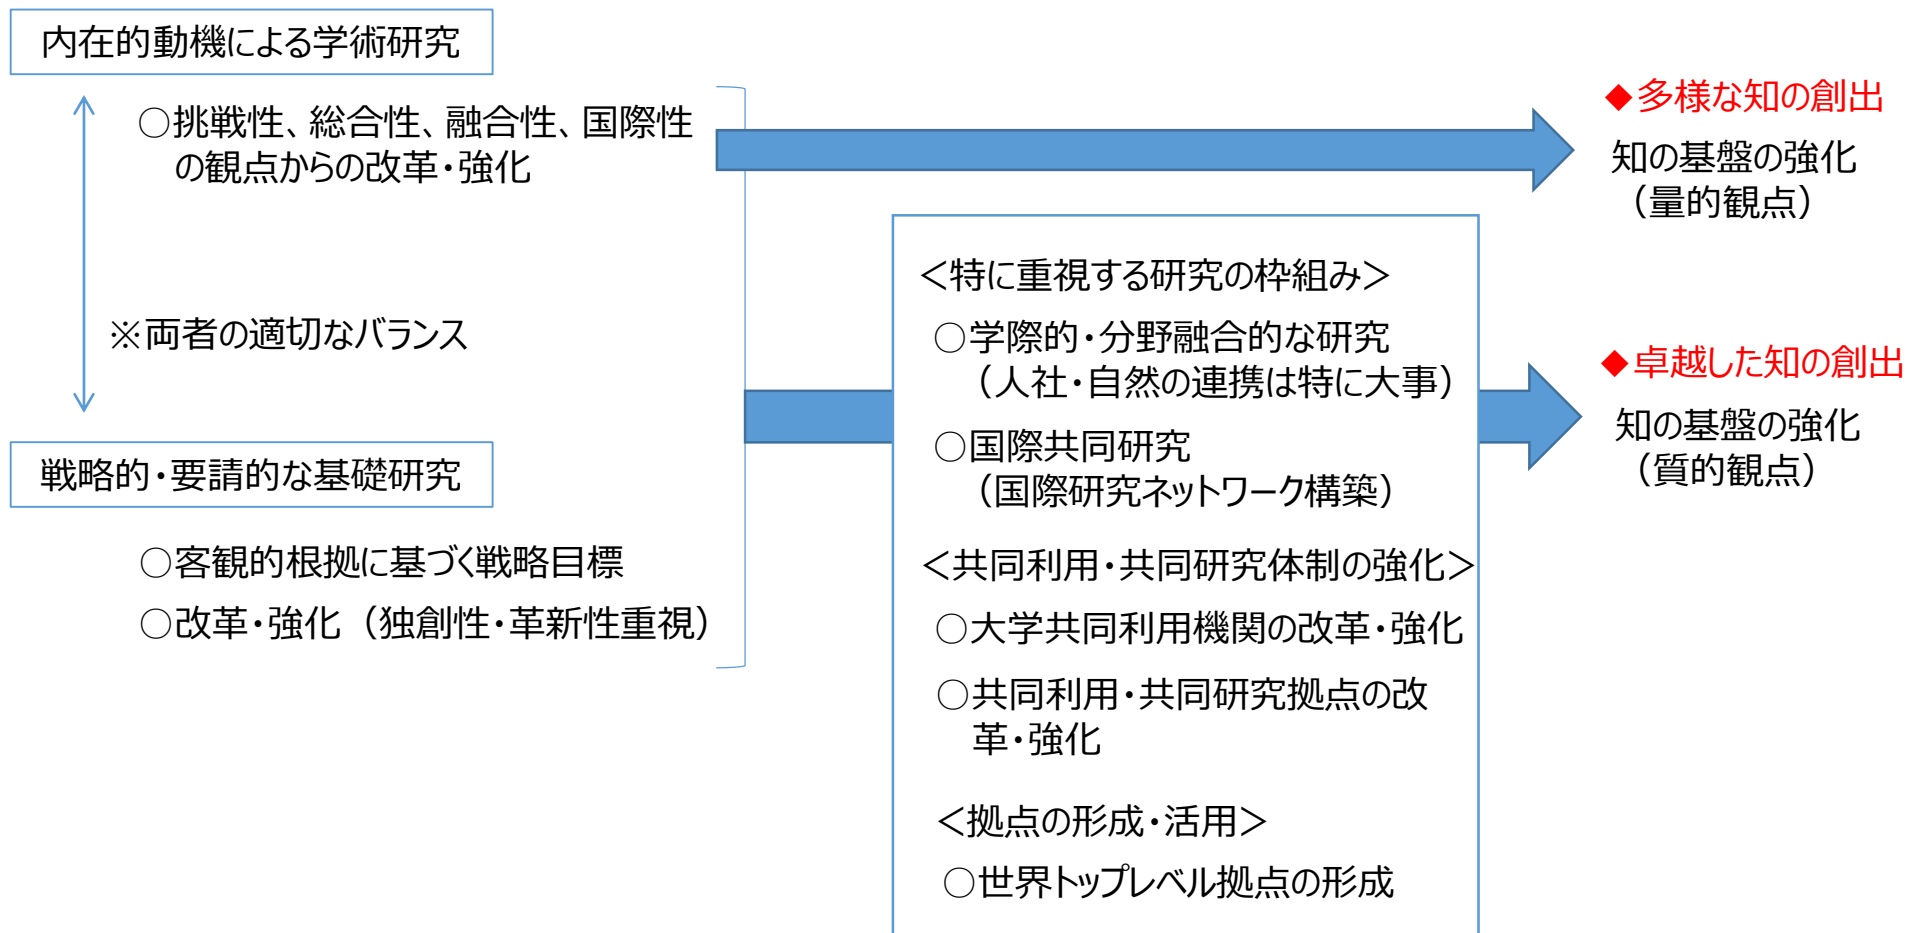 内在的動機による学術研究
○挑戦性、総合性、融合性、国際性
の観点からの改革・強化
※両者の適切なバランス
戦略的・要請的な基礎研究
○客観的根拠に基づく戦略目標
○改革・強化（独創性・革新性重視）
＜特に重視する研究の枠組み＞
○学際的・分野融合的な研究
（人社・自然の連携は特に大事）
○国際共同研究
（国際研究ネットワーク構築）
＜共同利用・共同研究体制の強化＞
○大学共同利用機関の改革・強化
○共同利用・共同研究拠点の改
革・強化
＜拠点の形成・活用＞
○世界トップレベル拠点の形成
◆多様な知の創出
知の基盤の強化
（量的観点）
◆卓越した知の創出
知の基盤の強化
（質的観点）